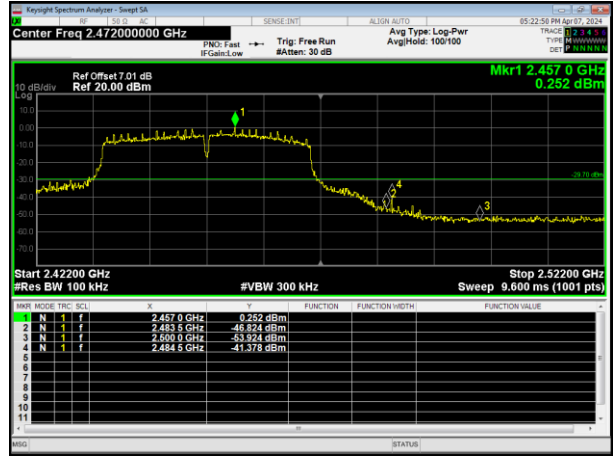 Keysight Spectrum Analyzer - Swept SA
RF 50 Ω AC SENSE:INT ALIGN AUTO 05:22:50 PM Apr 07, 2024
Center Freq 2.472000000 GHz
PNO: Fast
IFGain:Low
Trig: Free Run
#Atten: 30 dB
Avg Type: Log-Pwr
Avg|Hold: 100/100
TRACE 1 2 3 4 5 6
TYPE M WWWWW
DET P NNNNN
Mkr1 2.457 0 GHz
0.252 dBm
Ref Offset 7.01 dB
10 dB/div Ref 20.00 dBm
Log
10.0
0.00
-10.0
-20.0
-30.0
-40.0
-50.0
-60.0
-70.0
1
-29.70 dBm
4
2
3
Start 2.42200 GHz Stop 2.52200 GHz
#Res BW 100 kHz #VBW 300 kHz Sweep 9.600 ms (1001 pts)
MKR MODE TRC SCL X Y FUNCTION FUNCTION WIDTH FUNCTION VALUE
1 N 1 f 2.457 0 GHz 0.252 dBm
2 N 1 f 2.483 5 GHz -46.824 dBm
3 N 1 f 2.500 0 GHz -53.924 dBm
4 N 1 f 2.484 5 GHz -41.378 dBm
5
6
7
8
9
10
11
MSG STATUS